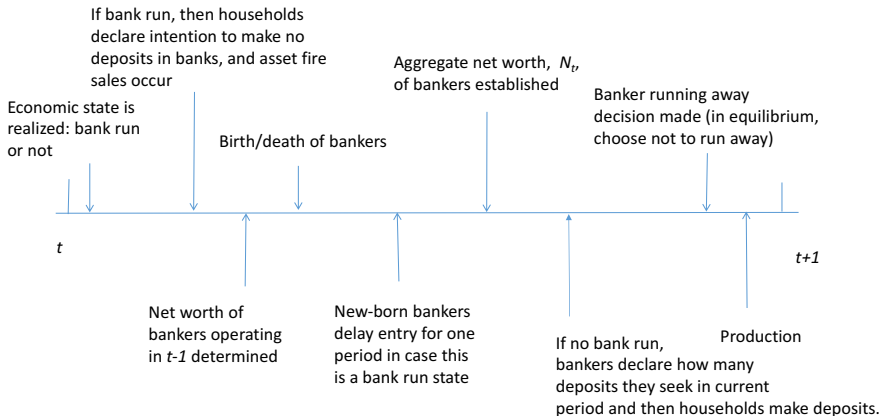 If bank run, then households
declare intention to make no
deposits in banks, and asset fire
sales occur
Economic state is
realized: bank run
or not
Birth/death of bankers
Aggregate net worth, Nt,
of bankers established
Banker running away
decision made (in equilibrium,
choose not to run away)
t
t+1
Net worth of
bankers operating
in t-1 determined
New-born bankers
delay entry for one
period in case this
is a bank run state
If no bank run,
bankers declare how many
deposits they seek in current
period and then households make deposits.
Production